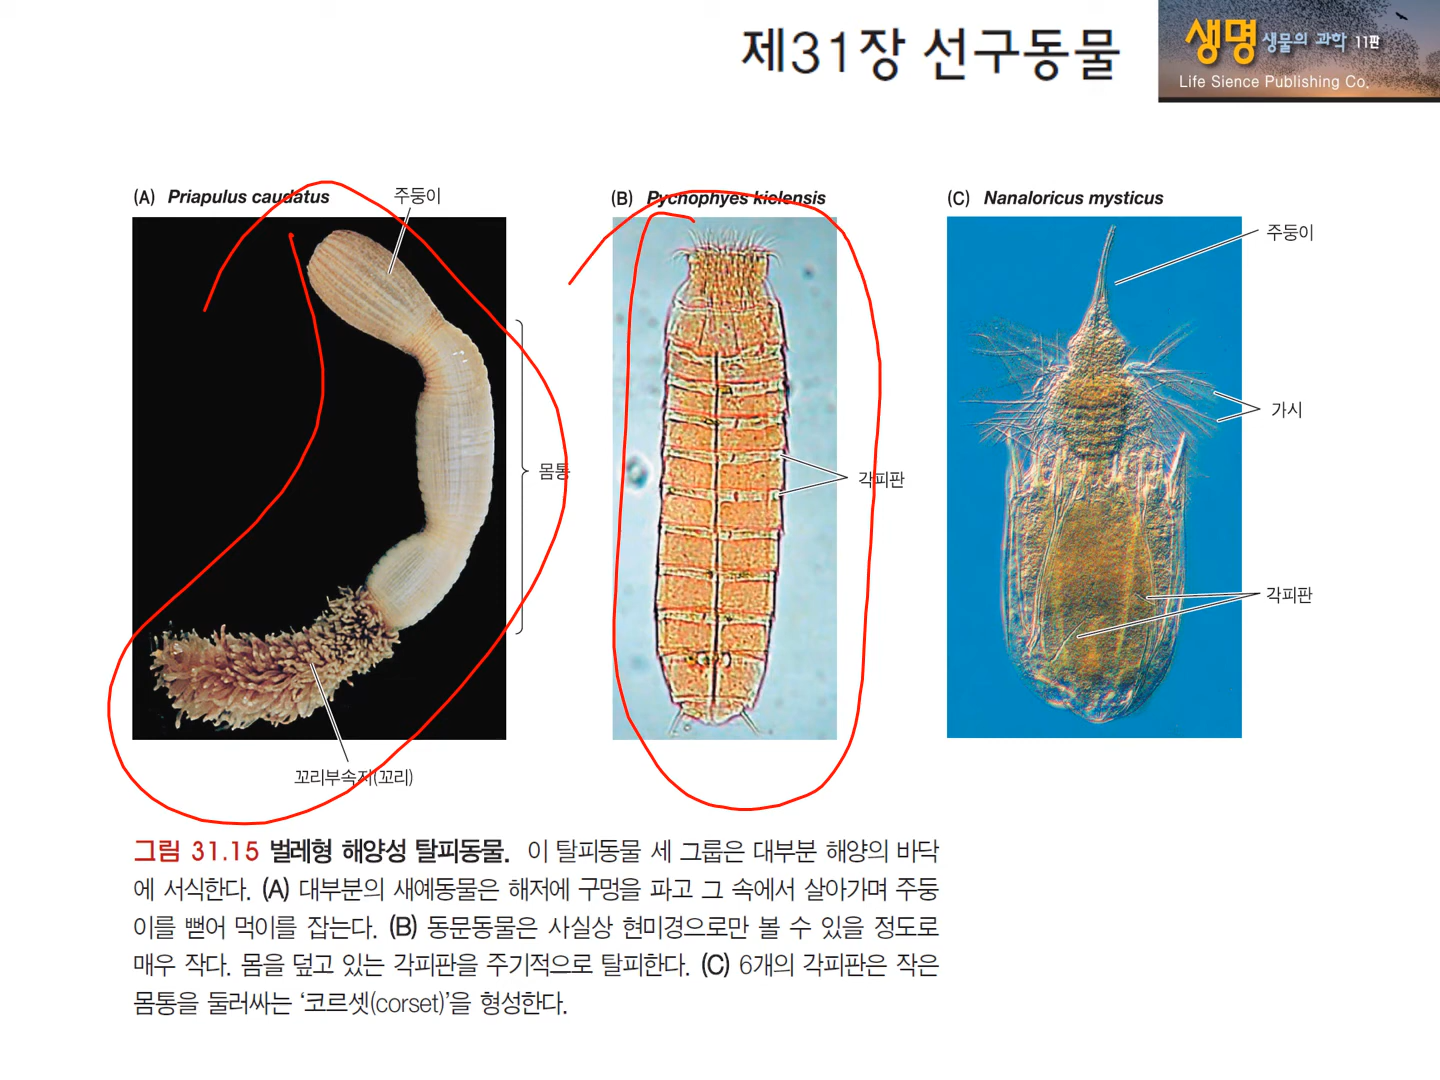 제31장 선구동물
생명 생물의 과학 11판
Life Sience Publishing Co.
(A) Priapulus caudatus
주둥이
몸통
꼬리부속지(꼬리)
(B) Pycnophyes kielensis
각피판
(C) Nanaloricus mysticus
주둥이
가시
각피판
그림 31.15 벌레형 해양성 탈피동물. 이 탈피동물 세 그룹은 대부분 해양의 바닥
에 서식한다. (A) 대부분의 새예동물은 해저에 구멍을 파고 그 속에서 살아가며 주둥
이를 뻗어 먹이를 잡는다. (B) 동문동물은 사실상 현미경으로만 볼 수 있을 정도로
매우 작다. 몸을 덮고 있는 각피판을 주기적으로 탈피한다. (C) 6개의 각피판은 작은
몸통을 둘러싸는 ‘코르셋(corset)’을 형성한다.